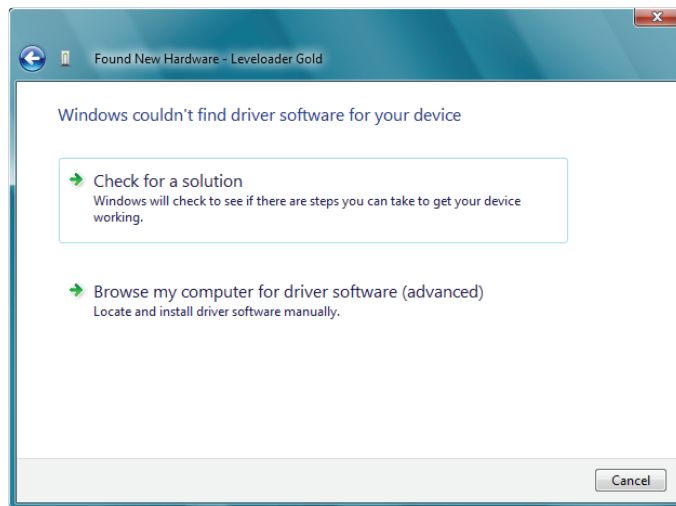 Found New Hardware - Leveloader Gold
Windows couldn't find driver software for your device
Check for a solution
Windows will check to see if there are steps you can take to get your device
working.
Browse my computer for driver software (advanced)
Locate and install driver software manually.
Cancel